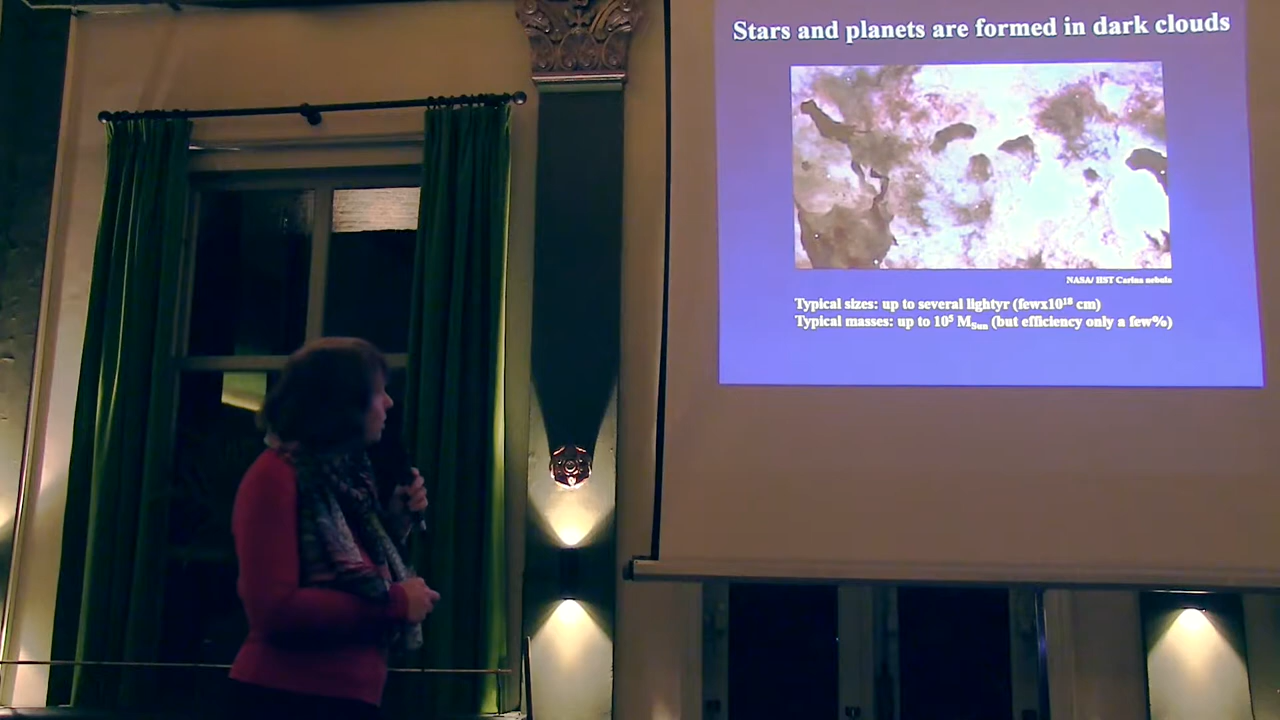 Stars and planets are formed in dark clouds
NASA/ HST Carina nebula
Typical sizes: up to several lightyr (fewx10¹⁸ cm)
Typical masses: up to 10⁵ M_Sun (but efficiency only a few%)